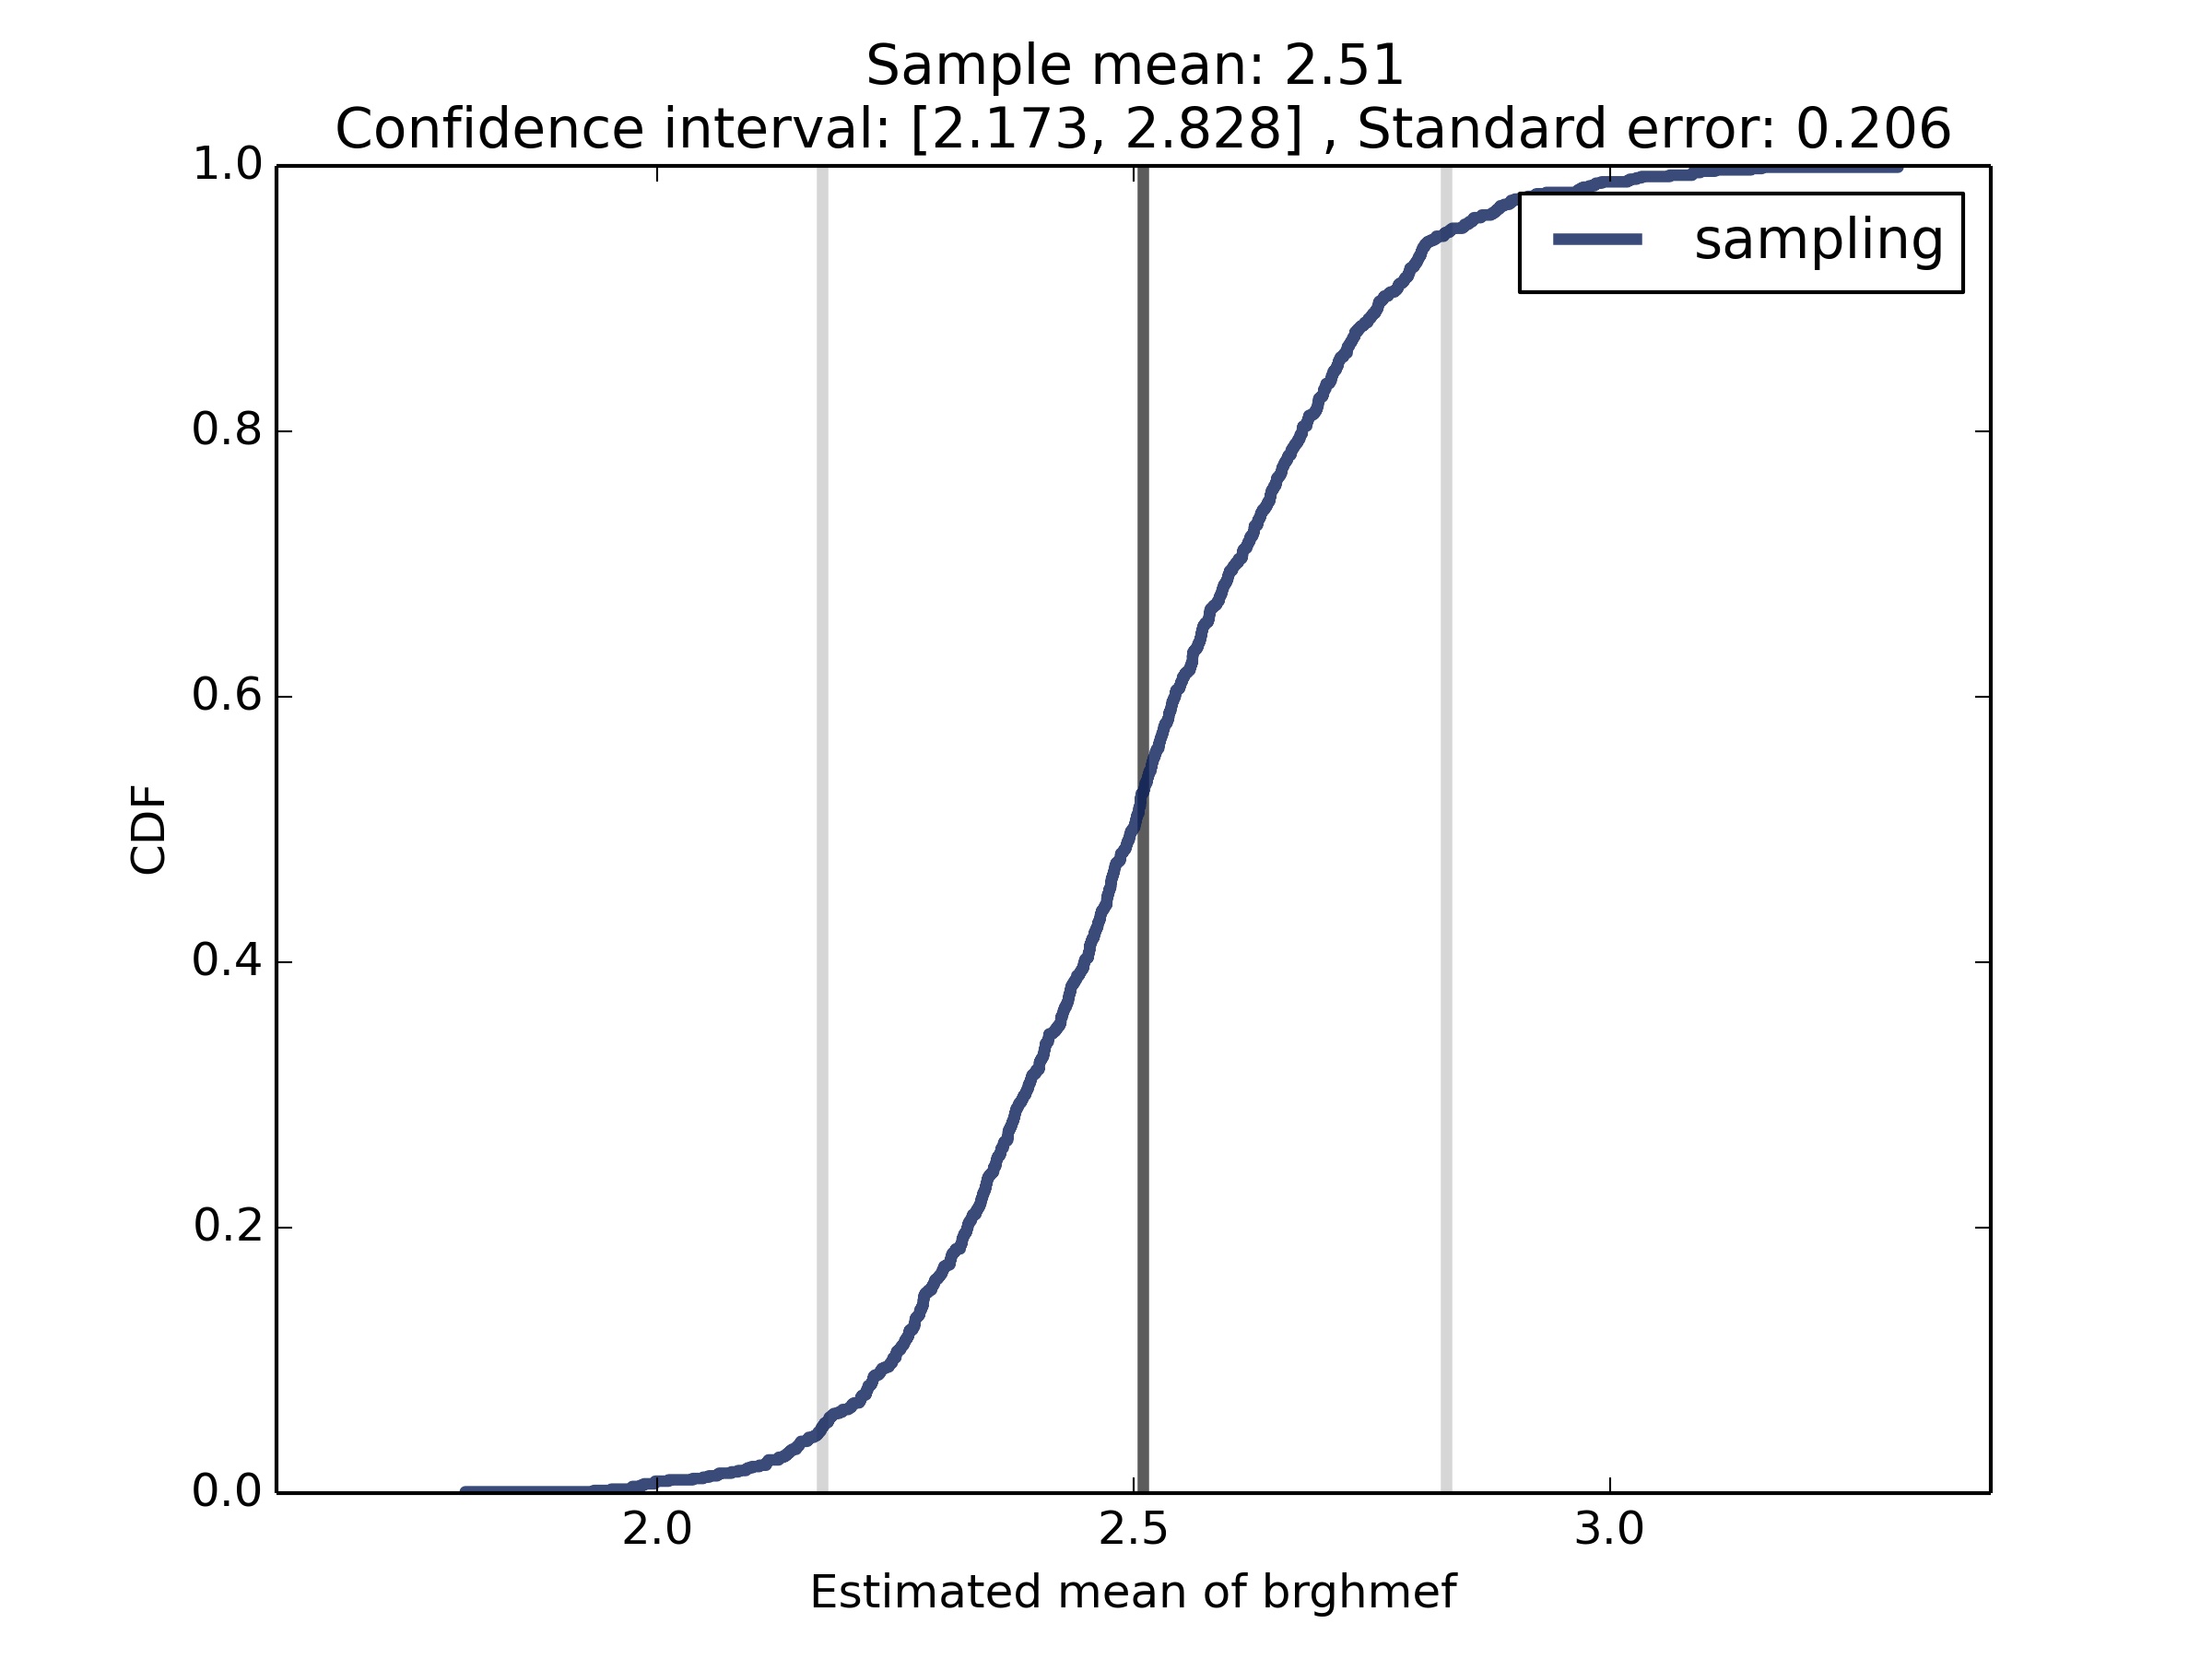 Sample mean: 2.51
Confidence interval: [2.173, 2.828] , Standard error: 0.206
1.0
sampling
0.8
0.6
CDF
0.4
0.2
0.0
2.0 2.5 3.0
Estimated mean of brghmef